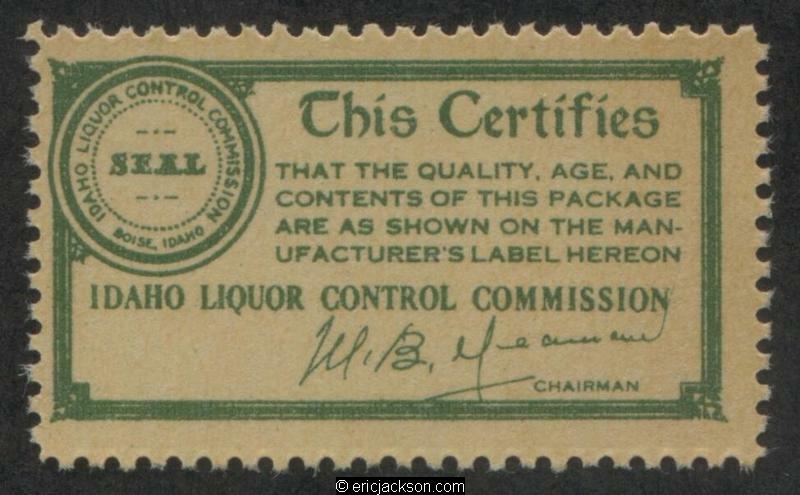 IDAHO LIQUOR CONTROL COMMISSION
SEAL
BOISE, IDAHO
This Certifies
THAT THE QUALITY, AGE, AND
CONTENTS OF THIS PACKAGE
ARE AS SHOWN ON THE MAN-
UFACTURER'S LABEL HEREON
IDAHO LIQUOR CONTROL COMMISSION
M. B.
CHAIRMAN
© ericjackson.com